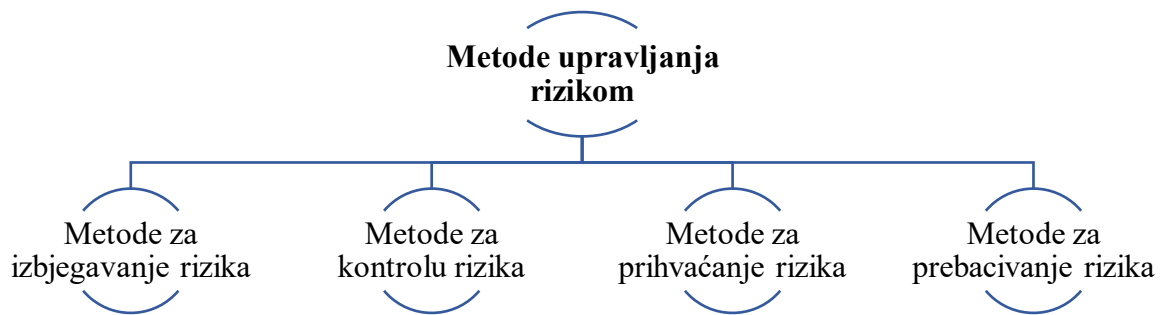 Metode upravljanja
rizikom
Metode za
izbjegavanje rizika
Metode za
kontrolu rizika
Metode za
prihvaćanje rizika
Metode za
prebacivanje rizika